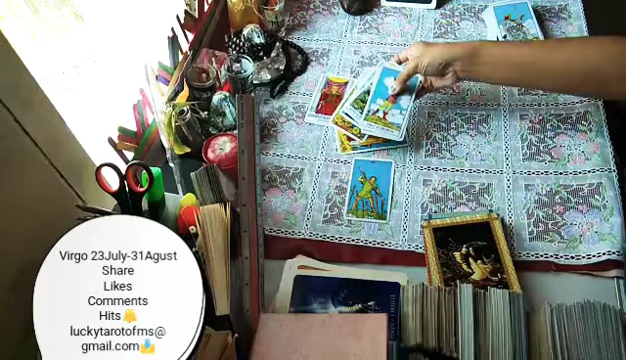 Virgo 23July-31Agust
Share
Likes
Comments
Hits👍
luckytarotofms@
gmail.com📩